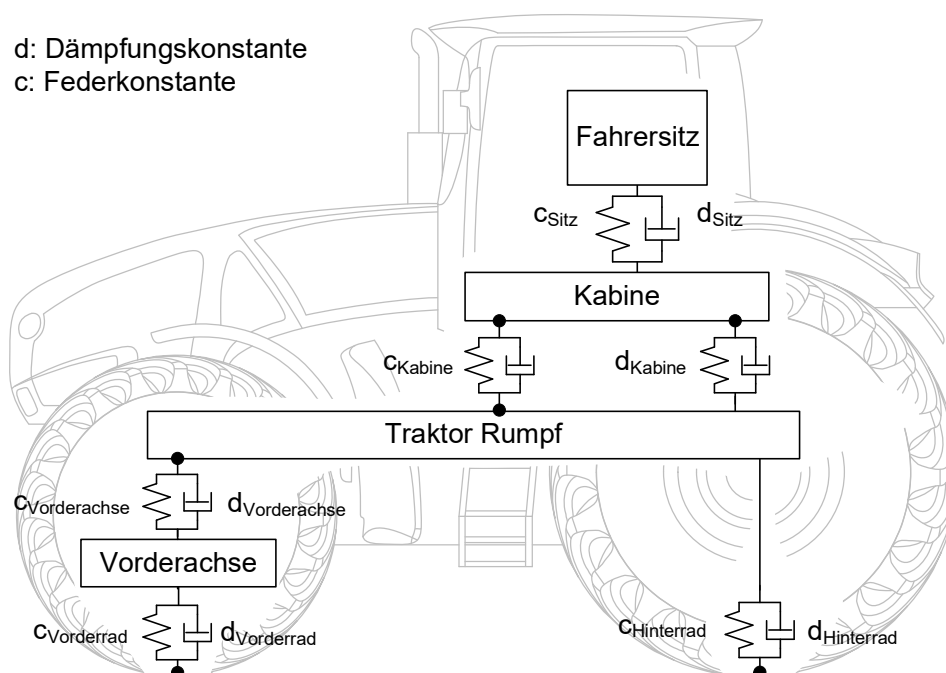 d: Dämpfungskonstante
c: Federkonstante
Fahrersitz
cSitz dSitz
Kabine
cKabine dKabine
Traktor Rumpf
cVorderachse dVorderachse
Vorderachse
cVorderrad dVorderrad cHinterrad dHinterrad